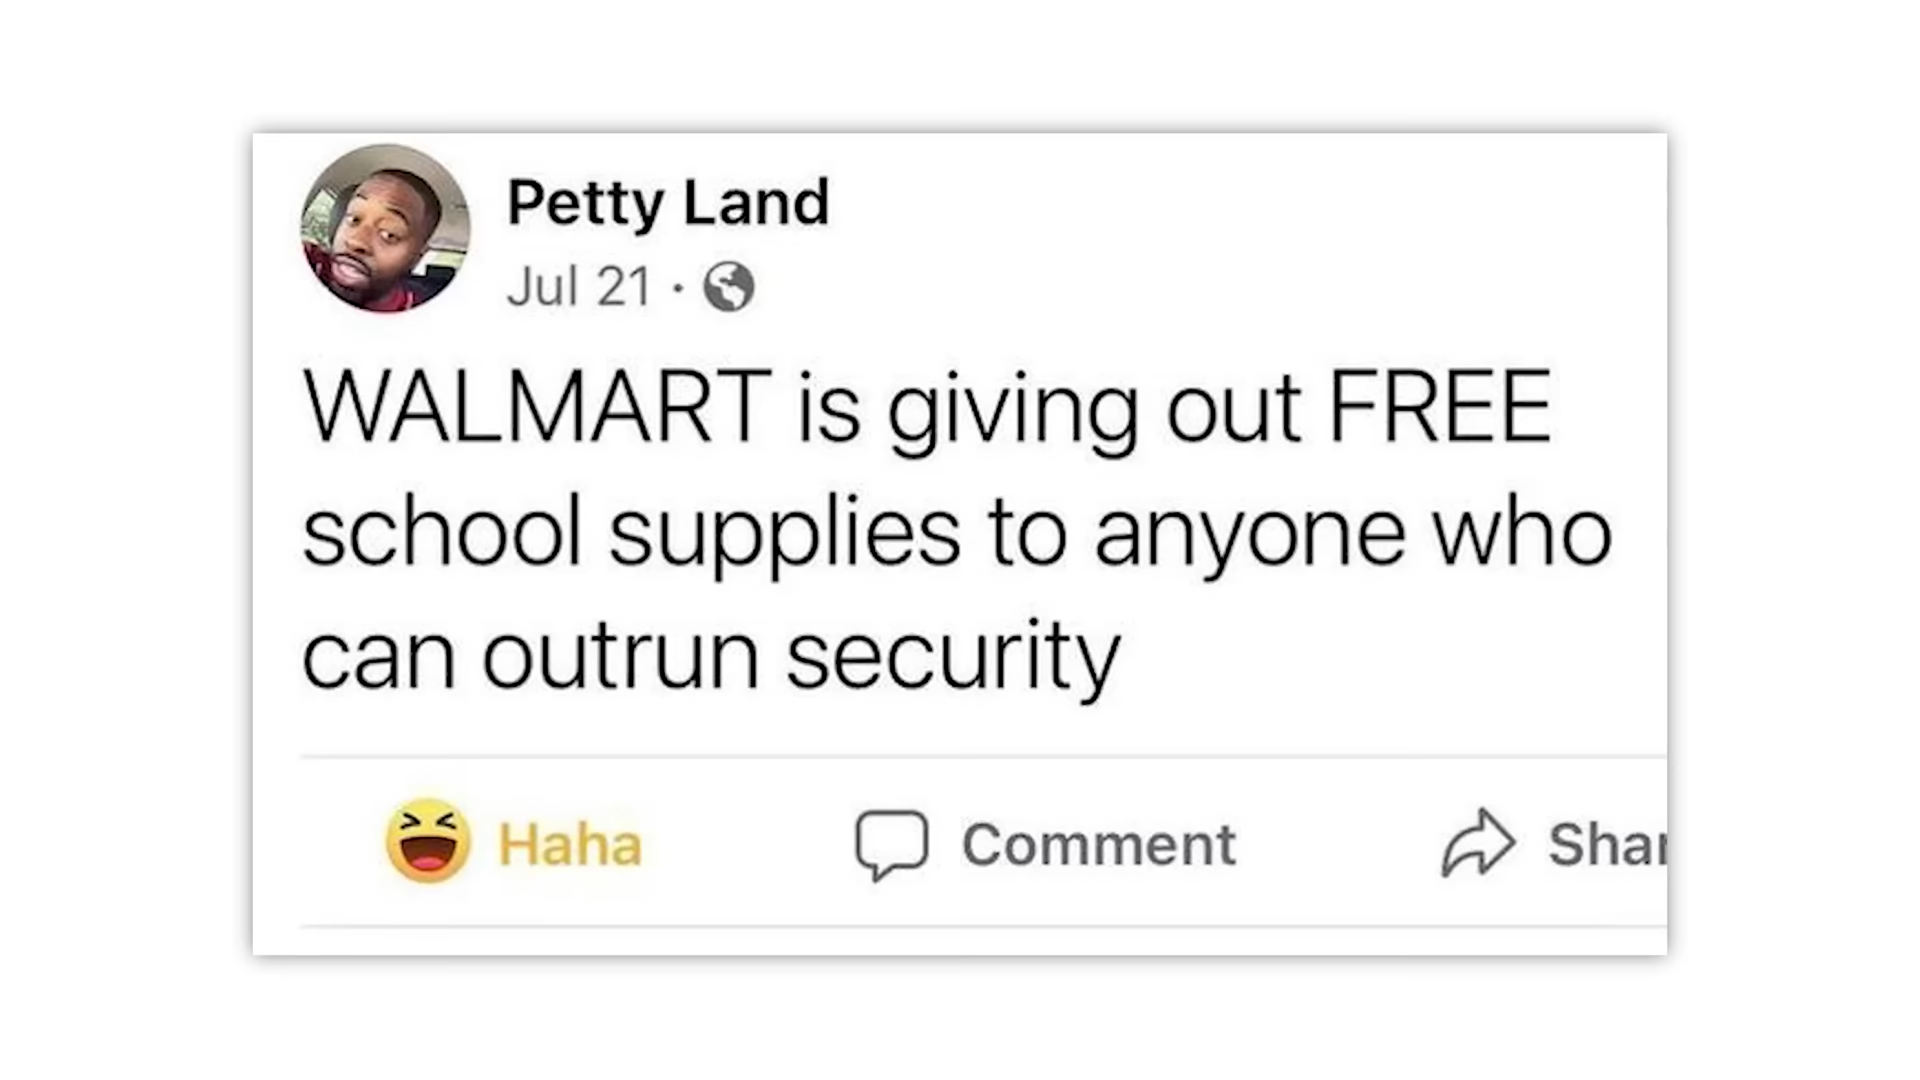 Petty Land
Jul 21 ·
WALMART is giving out FREE
school supplies to anyone who
can outrun security
Haha
Comment
Shar